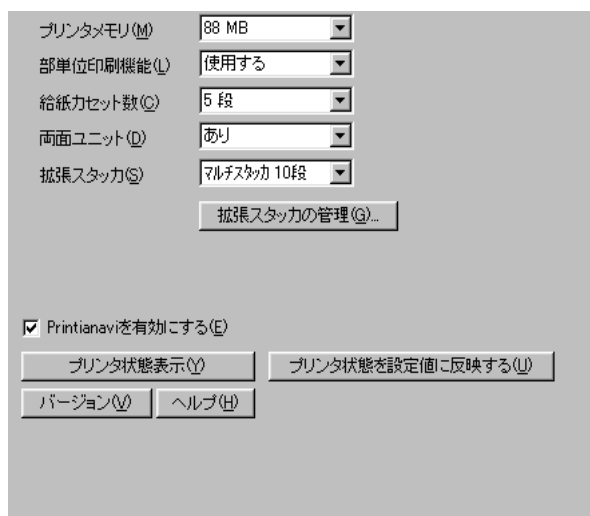 プリンタメモリ(M) 88 MB
部単位印刷機能(L) 使用する
給紙カセット数(C) 5 段
両面ユニット(D) あり
拡張スタッカ(S) ﾏﾙﾁｽﾀｯｶ 10段
拡張スタッカの管理(G)...
Printianaviを有効にする(E)
プリンタ状態表示(Y) プリンタ状態を設定値に反映する(U)
バージョン(V) ヘルプ(H)